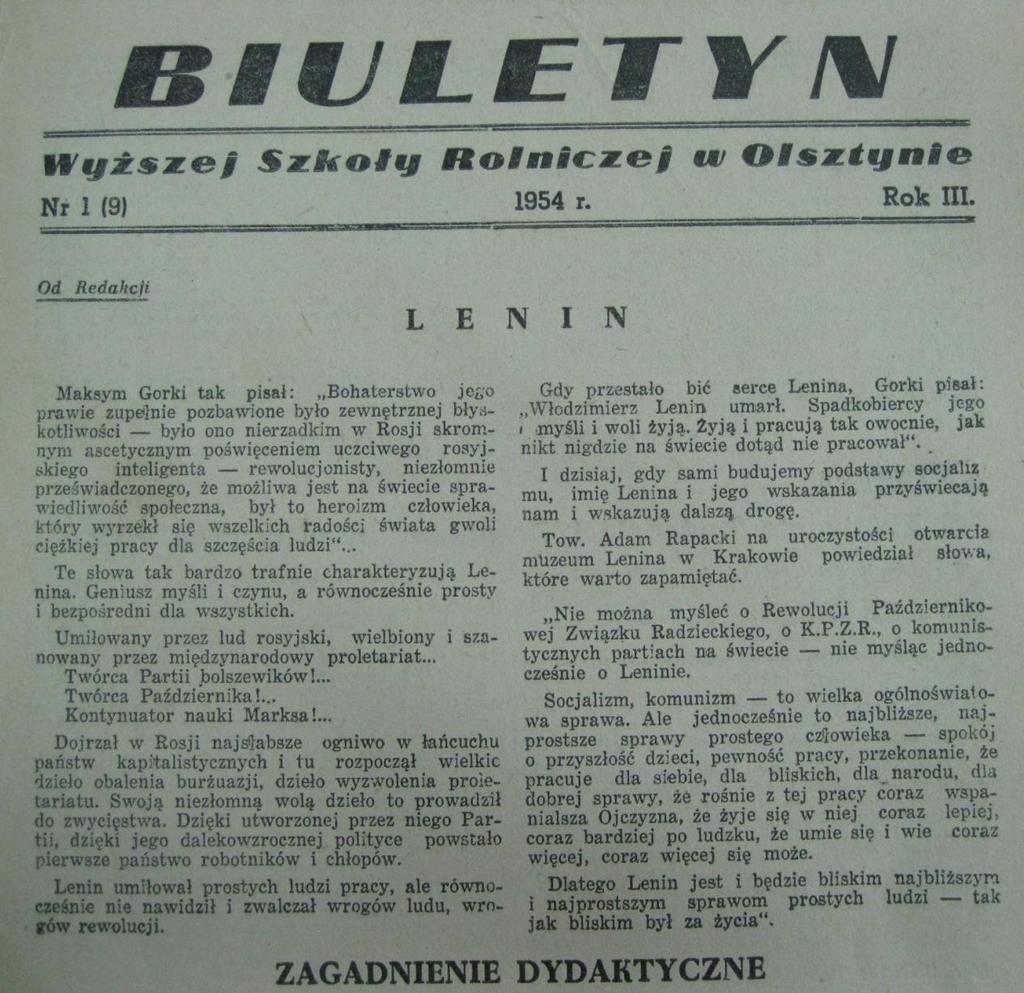 BIULETYN
Wyższej Szkoły Rolniczej w Olsztynie
Nr 1 (9) 1954 r. Rok III.
Od Redakcji
LENIN
Maksym Gorki tak pisał: „Bohaterstwo jego
prawie zupełnie pozbawione było zewnętrznej błys-
kotliwości — było ono nierzadkim w Rosji skrom-
nym ascetycznym poświęceniem uczciwego rosyj-
skiego inteligenta — rewolucjonisty, niezłomnie
przeświadczonego, że możliwa jest na świecie spra-
wiedliwość społeczna, był to heroizm człowieka,
który wyrzekł się wszelkich radości świata gwoli
ciężkiej pracy dla szczęścia ludzi“...
Te słowa tak bardzo trafnie charakteryzują Le-
nina. Geniusz myśli i czynu, a równocześnie prosty
i bezpośredni dla wszystkich.
Umiłowany przez lud rosyjski, wielbiony i sza-
nowany przez międzynarodowy proletariat...
Twórca Partii bolszewików!...
Twórca Października!...
Kontynuator nauki Marksa!...
Dojrzał w Rosji najsłabsze ogniwo w łańcuchu
państw kapitalistycznych i tu rozpoczął wielkie
dzieło obalenia burżuazji, dzieło wyzwolenia prole-
tariatu. Swoją niezłomną wolą dzieło to prowadził
do zwycięstwa. Dzięki utworzonej przez niego Par-
tii, dzięki jego dalekowzrocznej polityce powstało
pierwsze państwo robotników i chłopów.
Lenin umiłował prostych ludzi pracy, ale równo-
cześnie nie nawidził i zwalczał wrogów ludu, wro-
gów rewolucji.
Gdy przestało bić serce Lenina, Gorki pisał:
„Włodzimierz Lenin umarł. Spadkobiercy jego
myśli i woli żyją. Żyją i pracują tak owocnie, jak
nikt nigdzie na świecie dotąd nie pracował“.
I dzisiaj, gdy sami budujemy podstawy socjaliz
mu, imię Lenina i jego wskazania przyświecają
nam i wskazują dalszą drogę.
Tow. Adam Rapacki na uroczystości otwarcia
muzeum Lenina w Krakowie powiedział słowa,
które warto zapamiętać.
„Nie można myśleć o Rewolucji Październiko-
wej Związku Radzieckiego, o K.P.Z.R., o komunis-
tycznych partiach na świecie — nie myśląc jedno-
cześnie o Leninie.
Socjalizm, komunizm — to wielka ogólnoświato-
wa sprawa. Ale jednocześnie to najbliższe, naj-
prostsze sprawy prostego człowieka — spokój
o przyszłość dzieci, pewność pracy, przekonanie, że
pracuje dla siebie, dla bliskich, dla narodu, dla
dobrej sprawy, że rośnie z tej pracy coraz wspa-
nialsza Ojczyzna, że żyje się w niej coraz lepiej,
coraz bardziej po ludzku, że umie się i wie coraz
więcej, coraz więcej się może.
Dlatego Lenin jest i będzie bliskim najbliższym
i najprostszym sprawom prostych ludzi — tak
jak bliskim był za życia“.
ZAGADNIENIE DYDAKTYCZNE